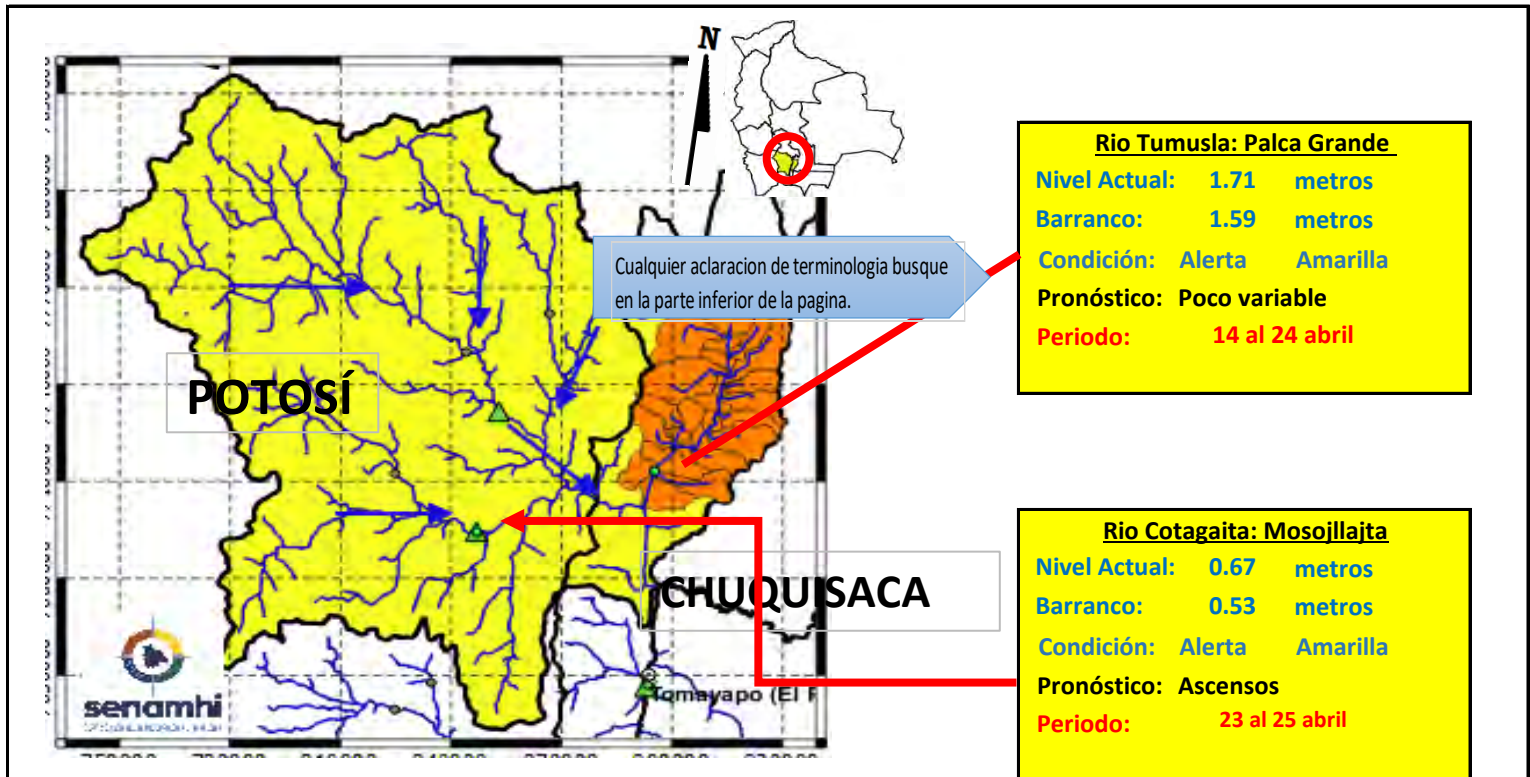 N
Cualquier aclaracion de terminologia busque
en la parte inferior de la pagina.
POTOSÍ
CHUQUISACA
Tomayapo (El
senamhi
Rio Tumusla: Palca Grande
Nivel Actual: 1.71 metros
Barranco: 1.59 metros
Condición: Alerta Amarilla
Pronóstico: Poco variable
Periodo: 14 al 24 abril
Rio Cotagaita: Mosojllajta
Nivel Actual: 0.67 metros
Barranco: 0.53 metros
Condición: Alerta Amarilla
Pronóstico: Ascensos
Periodo: 23 al 25 abril